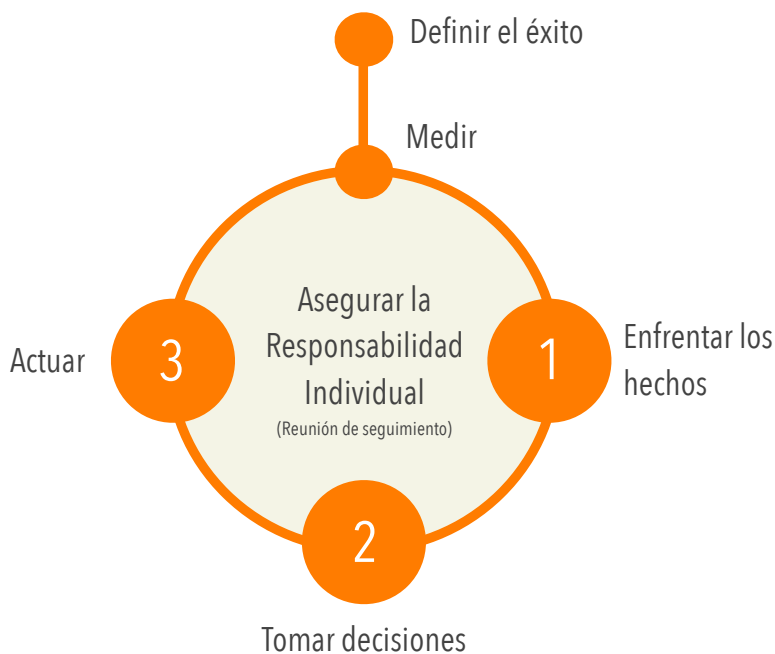 Definir el éxito
Medir
Asegurar la
Responsabilidad
Individual
(Reunión de seguimiento)
1
Enfrentar los
hechos
2
Tomar decisiones
3
Actuar